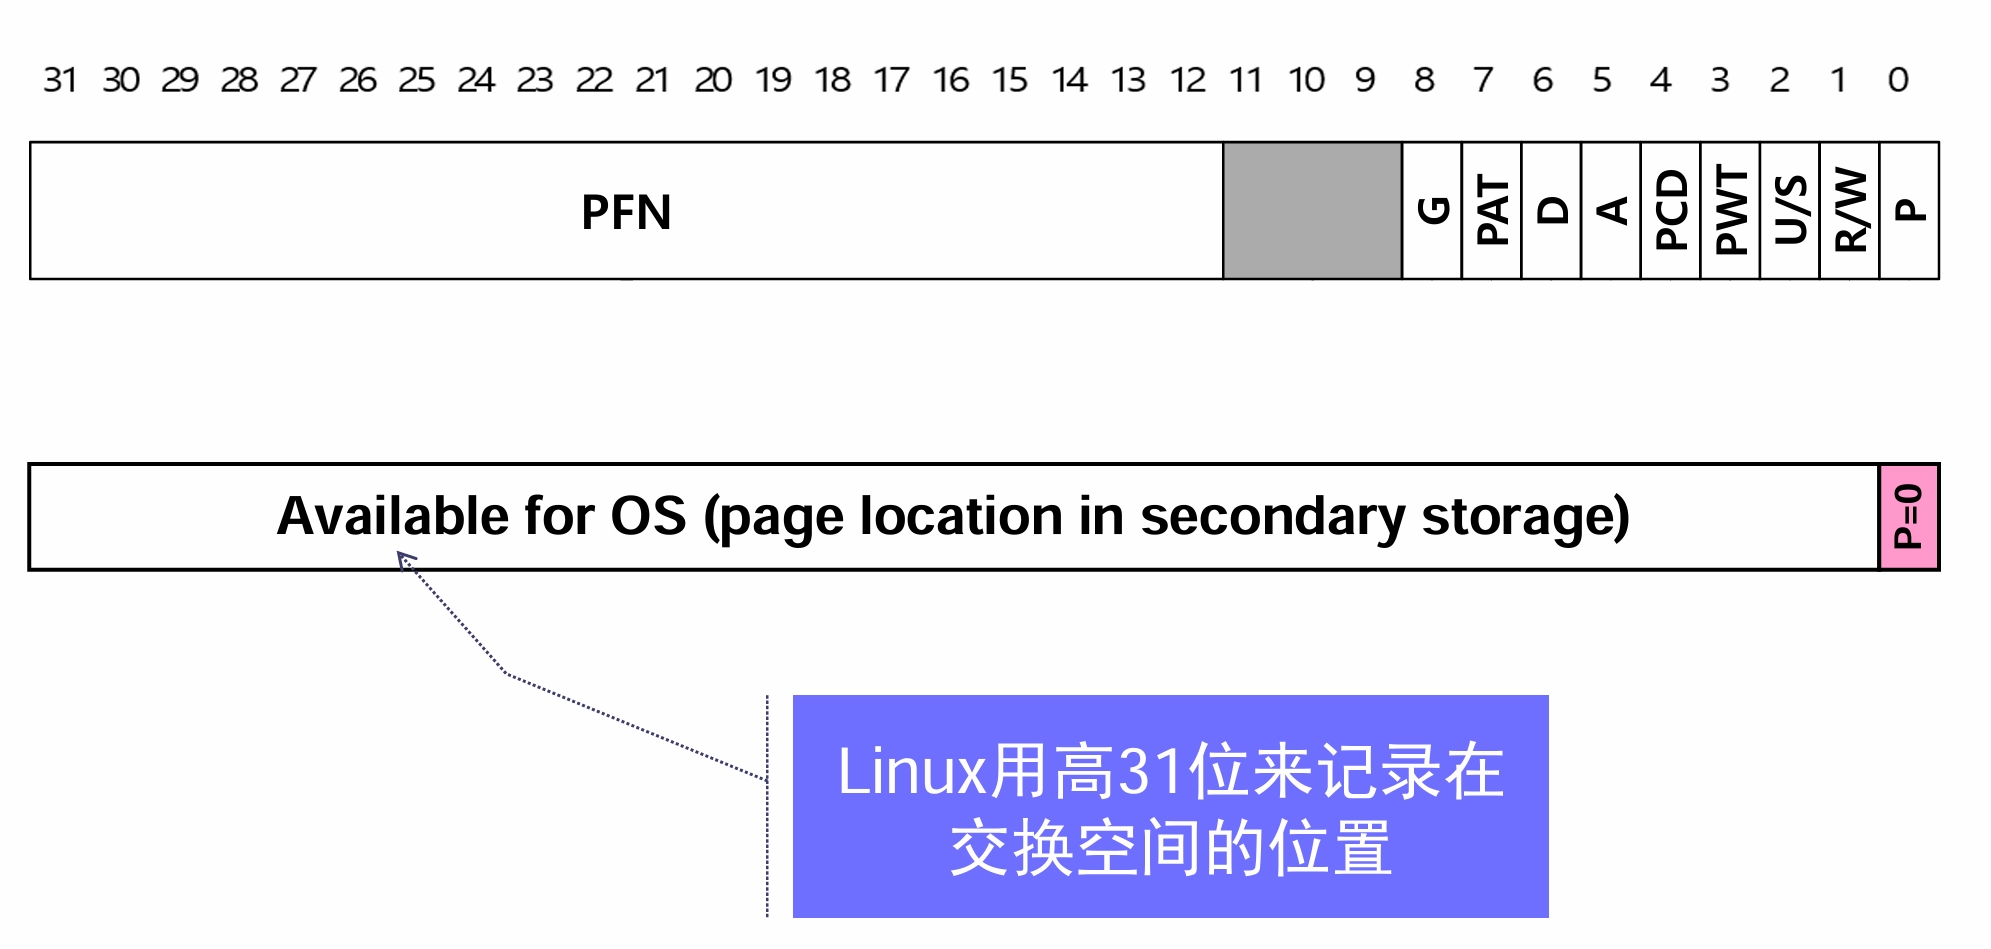 31 30 29 28 27 26 25 24 23 22 21 20 19 18 17 16 15 14 13 12 11 10 9 8 7 6 5 4 3 2 1 0
PFN G PAT D A PCD PWT U/S R/W P
Available for OS (page location in secondary storage) P=0
Linux用高31位来记录在
交换空间的位置